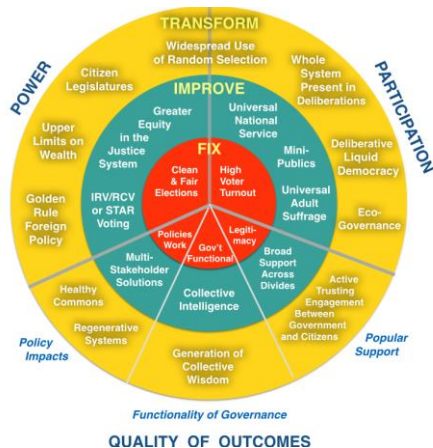 TRANSFORM
Widespread Use
of Random Selection
POWER
PARTICIPATION
Citizen
Legislatures
Upper
Limits on
Wealth
Golden
Rule
Foreign
Policy
Whole
System
Present in
Deliberations
Deliberative
Liquid
Democracy
Eco-
Governance
IMPROVE
Greater
Equity
in the
Justice
System
IRV/RCV
or STAR
Voting
Universal
National
Service
Mini-
Publics
Universal
Adult
Suffrage
FIX
Clean
& Fair
Elections
High
Voter
Turnout
Policies
Work
Gov't
Functional
Legiti-
macy
Multi-
Stakeholder
Solutions
Collective
Intelligence
Broad
Support
Across
Divides
Healthy
Commons
Regenerative
Systems
Generation of
Collective
Wisdom
Active
Trusting
Engagement
Between
Government
and Citizens
Policy
Impacts
Popular
Support
Functionality of Governance
QUALITY OF OUTCOMES